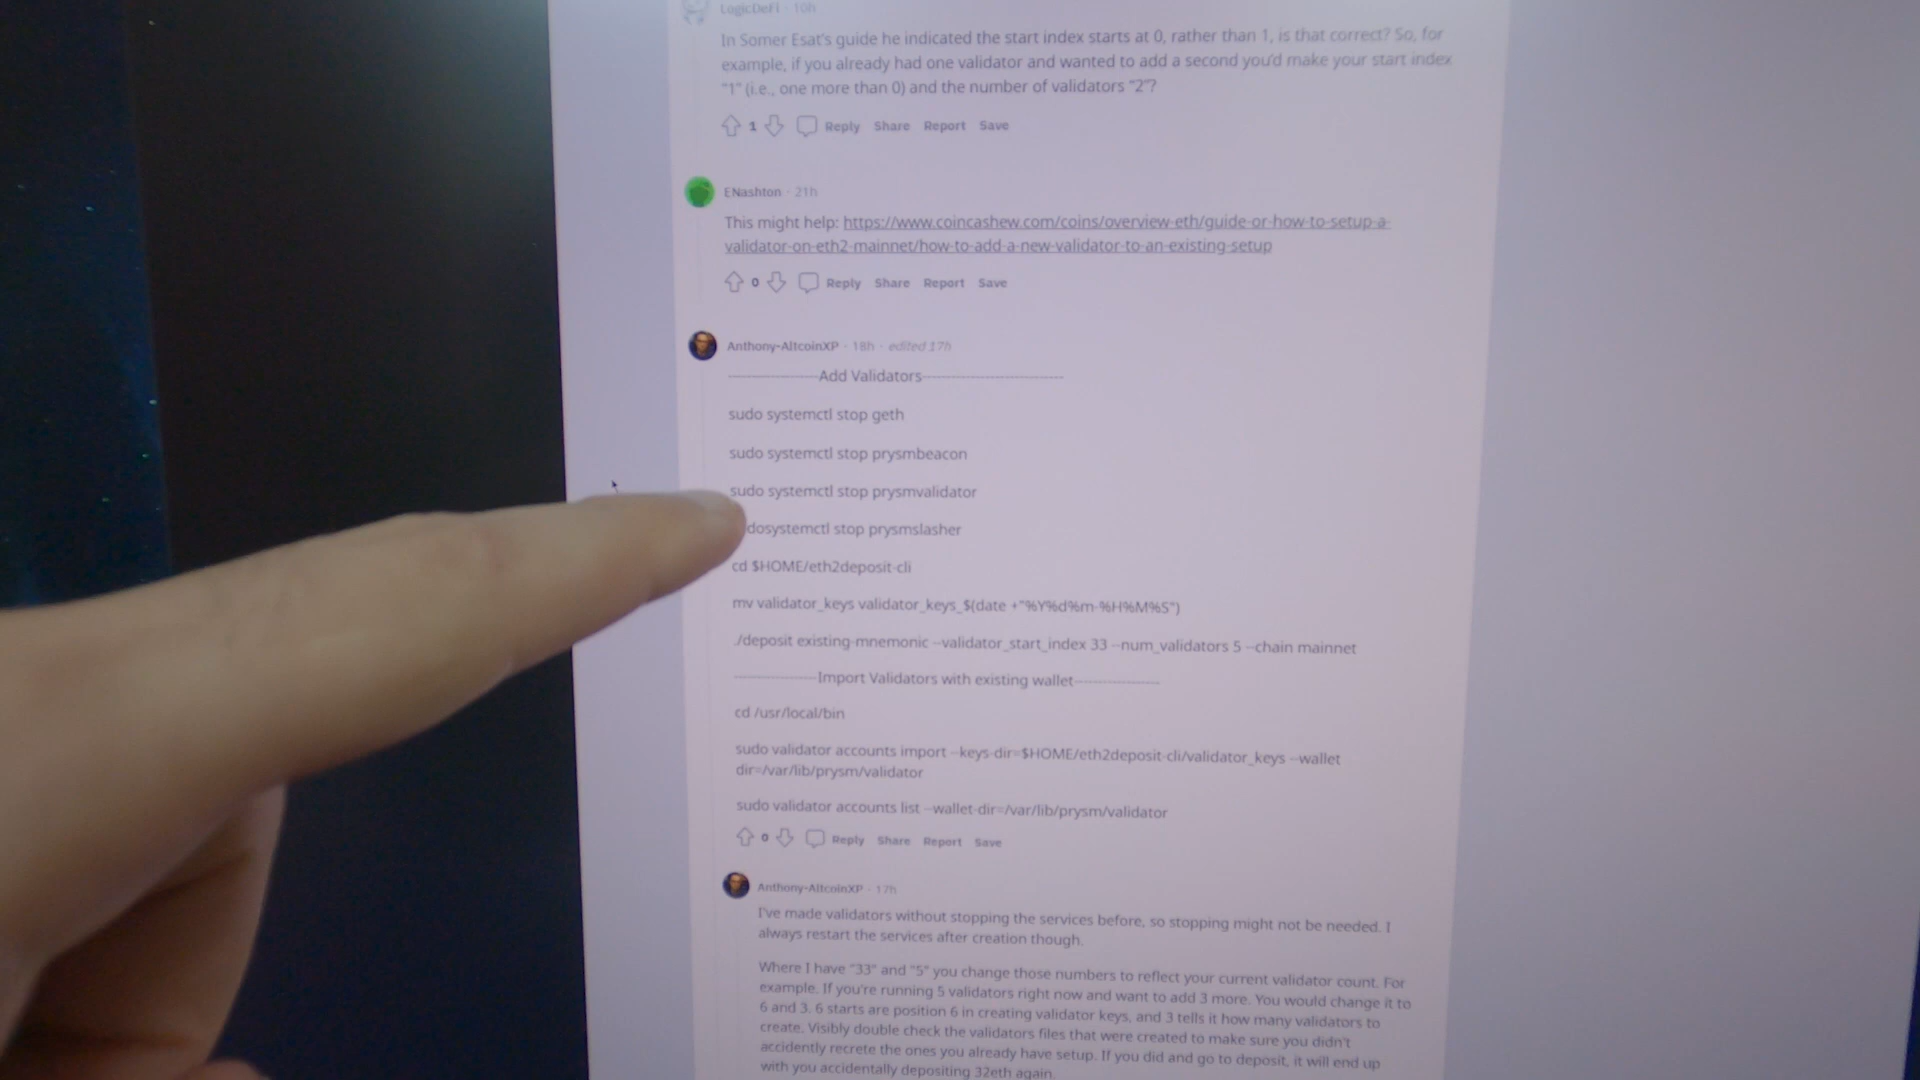 LogicDeFi · 10h
In Somer Esat's guide he indicated the start index starts at 0, rather than 1, is that correct? So, for
example, if you already had one validator and wanted to add a second you'd make your start index
"1" (i.e., one more than 0) and the number of validators "2"?
1 Reply Share Report Save
ENashton · 21h
This might help: https://www.coincashew.com/coins/overview-eth/guide-or-how-to-setup-a-
validator-on-eth2-mainnet/how-to-add-a-new-validator-to-an-existing-setup
0 Reply Share Report Save
Anthony-AltcoinXP · 18h · edited 17h
--------------------Add Validators-------------------------------
sudo systemctl stop geth
sudo systemctl stop prysmbeacon
sudo systemctl stop prysmvalidator
dosystemctl stop prysmslasher
cd $HOME/eth2deposit-cli
mv validator_keys validator_keys_$(date +"%Y%d%m-%H%M%S")
./deposit existing-mnemonic --validator_start_index 33 --num_validators 5 --chain mainnet
------------------Import Validators with existing wallet-------------------
cd /usr/local/bin
sudo validator accounts import --keys-dir=$HOME/eth2deposit-cli/validator_keys --wallet
dir=/var/lib/prysm/validator
sudo validator accounts list --wallet-dir=/var/lib/prysm/validator
0 Reply Share Report Save
Anthony-AltcoinXP · 17h
I've made validators without stopping the services before, so stopping might not be needed. I
always restart the services after creation though.
Where I have "33" and "5" you change those numbers to reflect your current validator count. For
example. If you're running 5 validators right now and want to add 3 more. You would change it to
6 and 3. 6 starts are position 6 in creating validator keys, and 3 tells it how many validators to
create. Visibly double check the validators files that were created to make sure you didn't
accidently recrete the ones you already have setup. If you did and go to deposit, it will end up
with you accidentally depositing 32eth again.